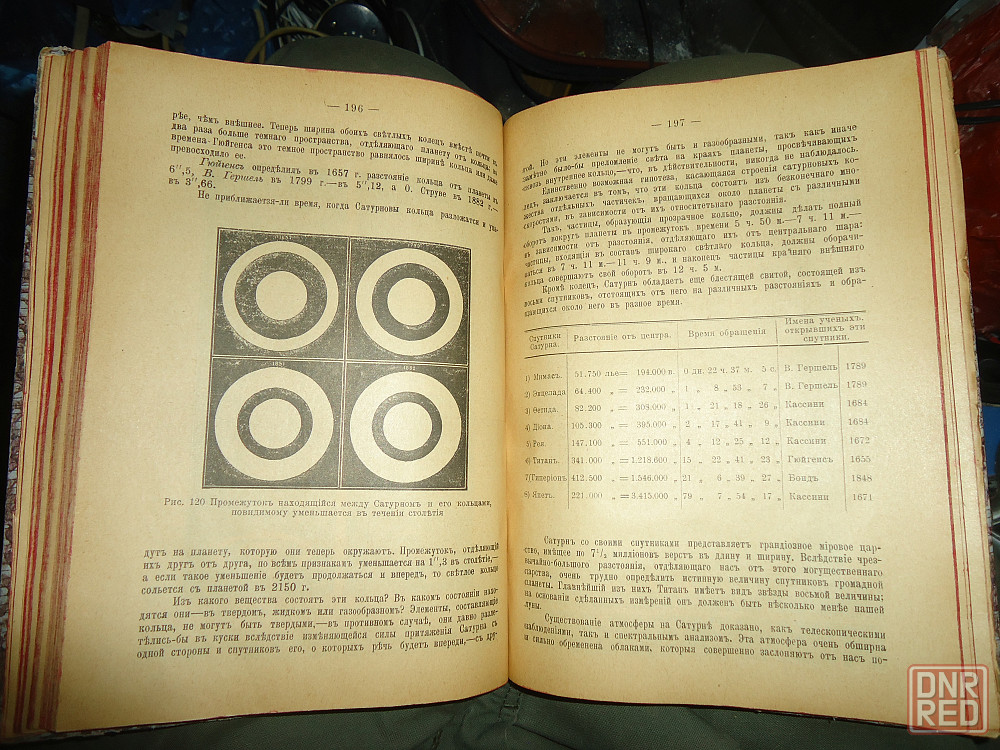 — 196 —
рѣе, чѣмъ внѣшнее. Теперь ширина обоихъ свѣтлыхъ колецъ вмѣстѣ почти въ
два раза больше темнаго пространства, отдѣляющаго планету отъ колецъ; во
времена Гюйгенса это темное пространство равнялось ширинѣ кольца или даже
превосходило ее.
Гюйгенсъ опредѣлилъ въ 1657 г. разстояніе кольца отъ планеты въ
6'',5, В. Гершель въ 1799 г.—въ 5'',12, а О. Струве въ 1882 г.—
въ 3'',66.
Не приближается-ли время, когда Сатурновы кольца разложатся и упа-
1657
1799
1851
1882
Рис. 120 Промежутокъ находящійся между Сатурномъ и его кольцами,
повидимому уменьшается въ теченіи столѣтія
дутъ на планету, которую они теперь окружаютъ. Промежутокъ, отдѣляющій
ихъ другъ отъ друга, по всѣмъ признакамъ уменьшается на 1'',3 въ столѣтіе,—
а если такое уменьшеніе будетъ продолжаться и впередъ, то свѣтлое кольцо
сольется съ планетой въ 2150 г.
Изъ какого вещества состоятъ эти кольца? Въ какомъ состояніи нахо-
дятся они—въ твердомъ, жидкомъ или газообразномъ? Элементы, составляющіе
кольца, не могутъ быть твердыми,—въ противномъ случаѣ, они давно разле-
тѣлись-бы въ куски вслѣдствіе измѣняющейся силы притяженія Сатурна съ
одной стороны и спутниковъ его, о которыхъ рѣчь будетъ впереди,—съ дру-
— 197 —
гой. Но эти элементы не могутъ быть и газообразными, такъ какъ иначе
замѣтно было-бы преломленіе свѣта на краяхъ планеты, просвѣчивающихъ
сквозь внутреннее кольцо,—что, въ дѣйствительности, никогда не наблюдалось.
Единственно возможная гипотеза, касающаяся строенія сатурновыхъ ко-
лецъ, заключается въ томъ, что эти кольца состоятъ изъ безконечнаго мно-
жества отдѣльныхъ частичекъ, вращающихся около планеты съ различными
скоростями, въ зависимости отъ ихъ относительнаго разстоянія.
Такъ, частицы, образующія прозрачное кольцо, должны дѣлать полный
оборотъ вокругъ планеты въ промежутокъ времени 5 ч. 50 м.—7 ч. 11 м.—
въ зависимости отъ разстоянія, отдѣляющаго ихъ отъ центральнаго шара:
частицы, входящія въ составъ широкаго свѣтлаго кольца, должны оборачи-
ваться въ 7 ч. 11 м.—11 ч. 9 м., и наконецъ частицы крайняго внѣшняго
кольца совершаютъ свой оборотъ въ 12 ч. 5 м.
Кромѣ колецъ, Сатурнъ обладаетъ еще блестящей свитой, состоящей изъ
восьми спутниковъ, отстоящихъ отъ него на различныхъ разстояніяхъ и обра-
щающихся около него въ разное время.
Спутники Сатурна. Разстояніе отъ центра. Время обращенія Имена ученыхъ. открывшихъ эти спутники.
1) Мимасъ. 51.750 лье= 194.000 в. 0 дн. 22 ч. 37 м. 5 с. В. Гершель 1789
2) Энцелада 64.400 „ = 232.000 „ 1 „ 8 „ 53 „ 7 „ В. Гершель 1789
3) Ѳетида. 82.200 „ = 308.000 „ 1 „ 21 „ 18 „ 26 „ Кассини 1684
4) Діона. 105.300 „ = 395.000 „ 2 „ 17 „ 41 „ 9 „ Кассини 1684
5) Рея. 147.100 „ = 551.000 „ 4 „ 12 „ 25 „ 12 „ Кассини 1672
6) Титанъ. 341.000 „ = 1.218.600 „ 15 „ 22 „ 41 „ 23 „ Гюйгенсъ 1655
7) Гиперіонъ 412.500 „ = 1.546.000 „ 21 „ 6 „ 39 „ 27 „ Бондъ 1848
8) Япетъ. 221.000 „ = 3.415.000 „ 79 „ 7 „ 54 „ 17 „ Кассини 1671
Сатурнъ со своими спутниками представляетъ грандіозное міровое цар-
ство, имѣющее по 7½ милліоновъ верстъ въ длину и ширину. Вслѣдствіе чрез-
вычайно-большого разстоянія, отдѣляющаго насъ отъ этого могущественнаго
царства, очень трудно опредѣлить истинную величину спутниковъ громадной
планеты. Главнѣйшій изъ нихъ Титанъ имѣетъ видъ звѣзды восьмой величины;
на основаніи сдѣланныхъ измѣреній онъ долженъ быть нѣсколько менѣе нашей
луны.
Существованіе атмосферы на Сатурнѣ доказано, какъ телескопическими
наблюденіями, такъ и спектральнымъ анализомъ. Эта атмосфера очень обширна
и сильно обременена облаками. которыя совершенно заслоняютъ отъ насъ по-
DNR
RED